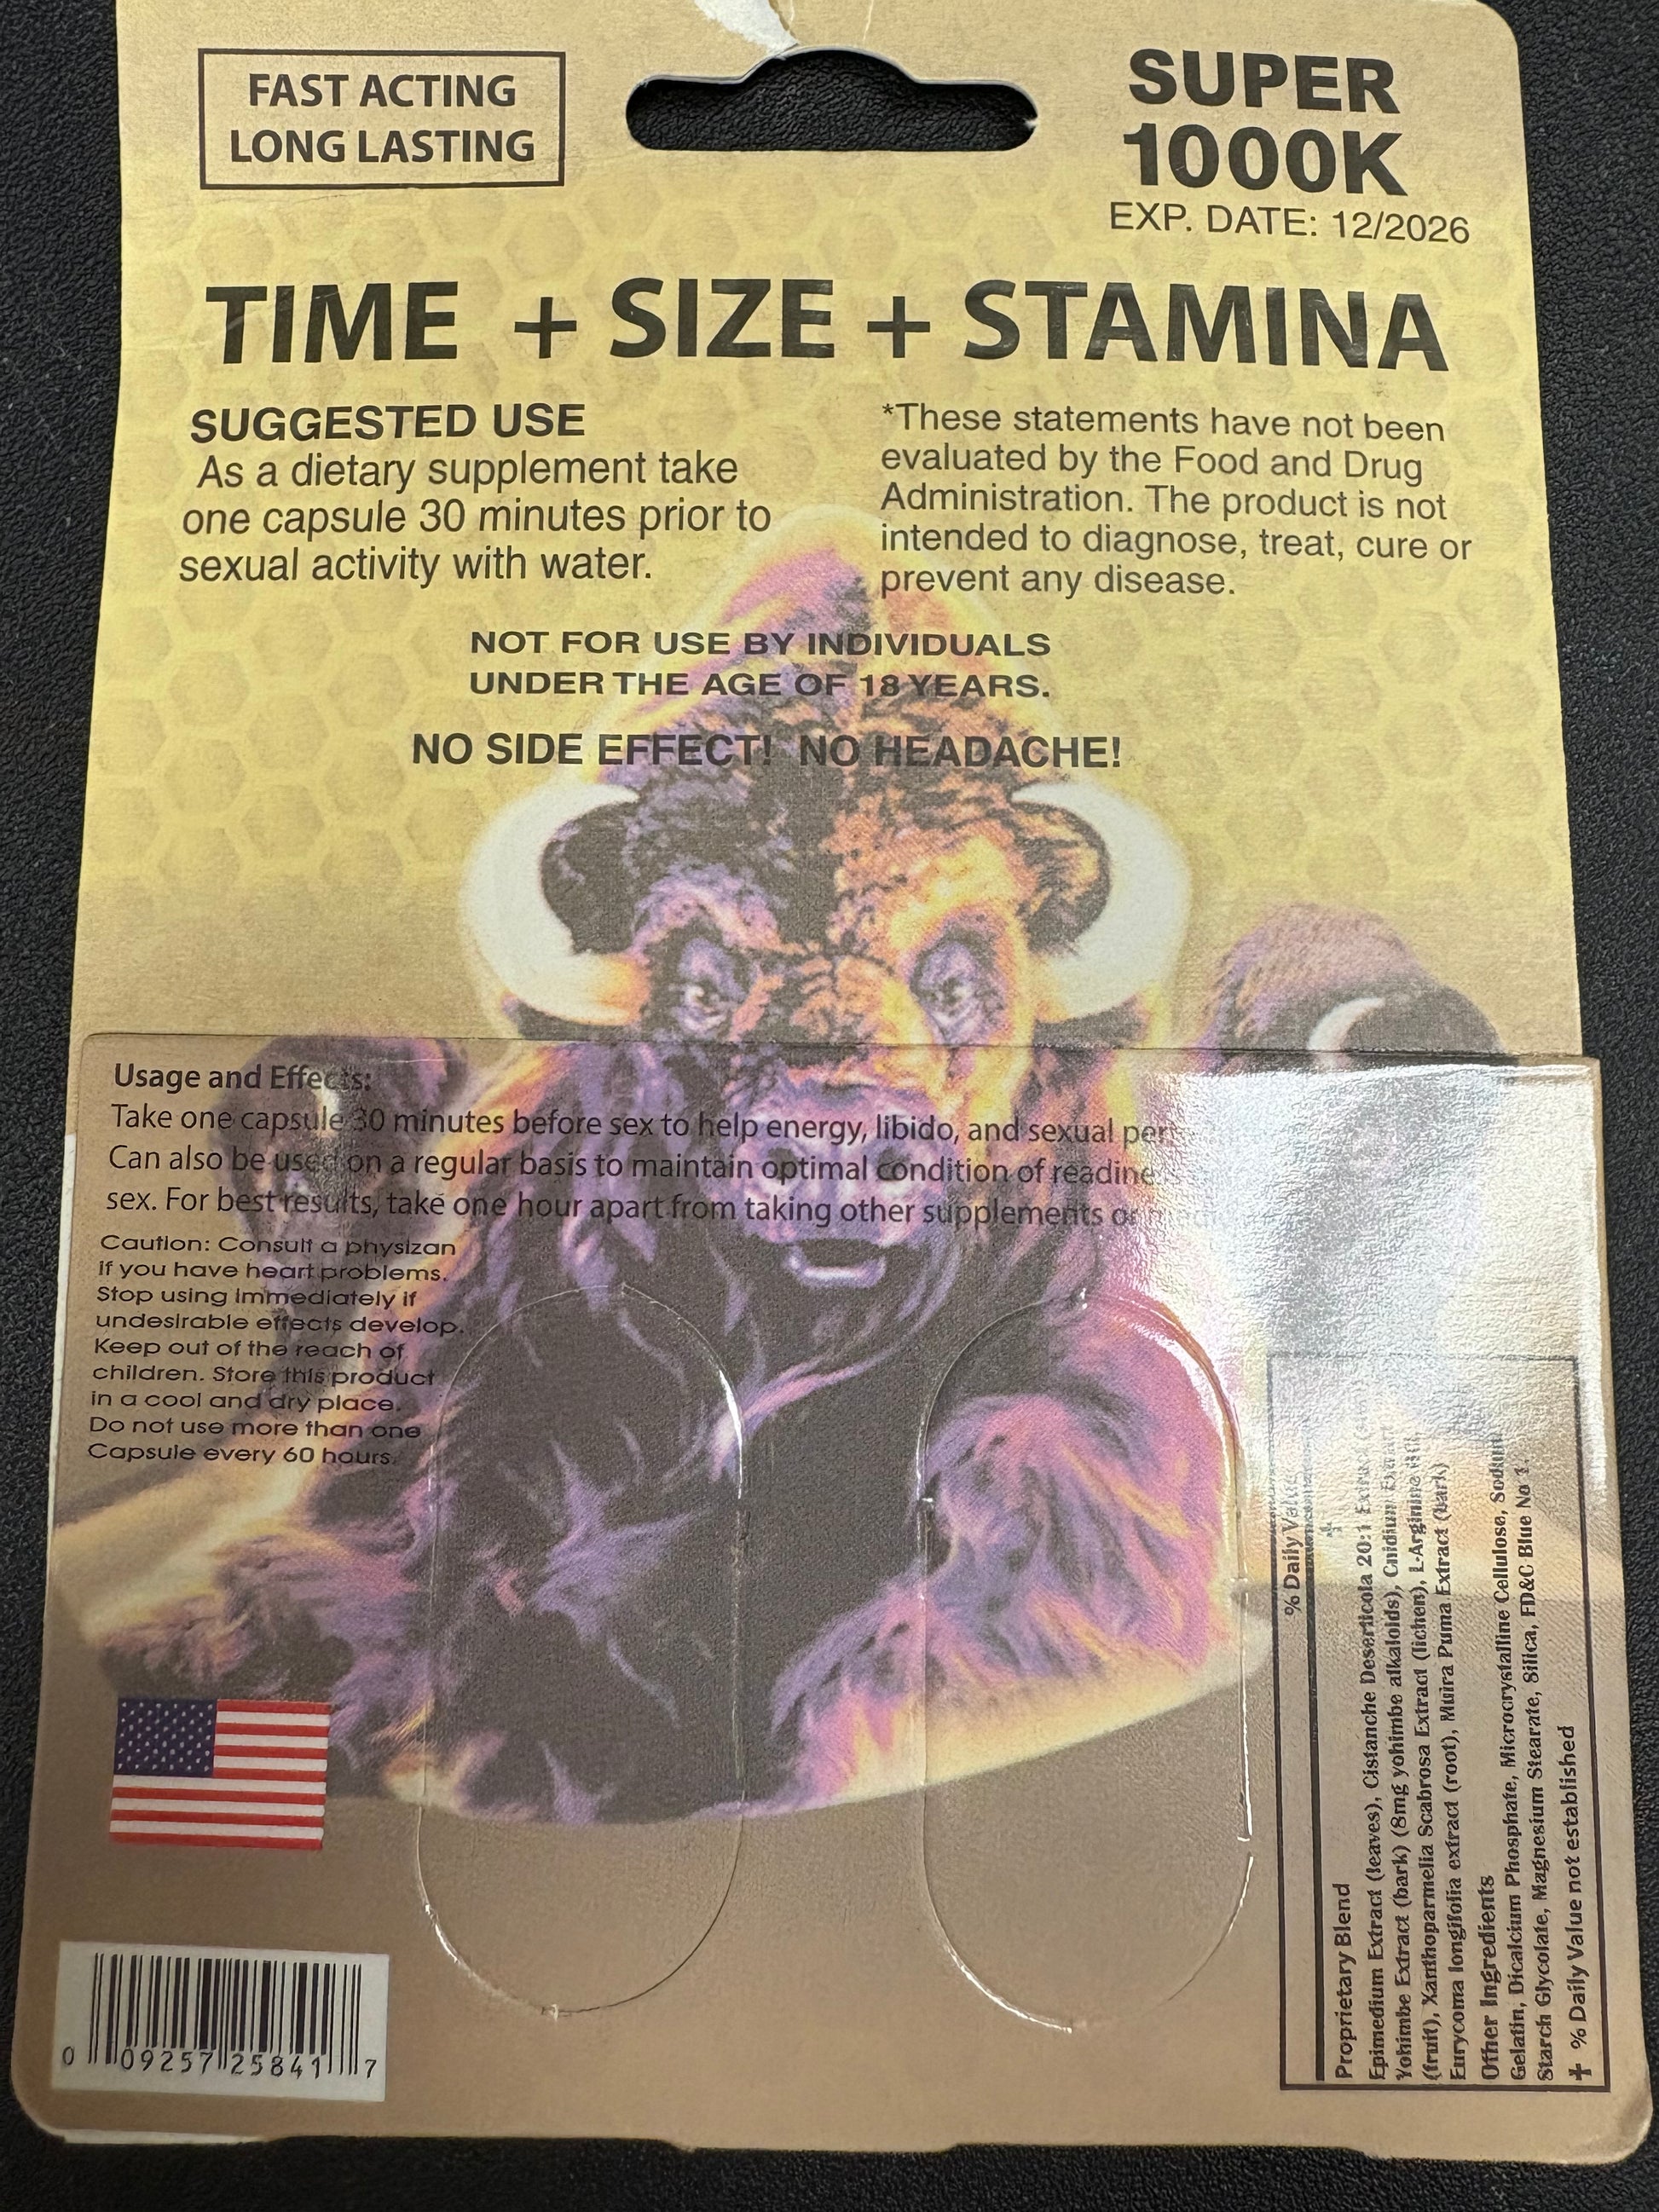 FAST ACTING
LONG LASTING
SUPER
1000K
EXP. DATE: 12/2026
TIME + SIZE + STAMINA
SUGGESTED USE
As a dietary supplement take
one capsule 30 minutes prior to
sexual activity with water.
*These statements have not been
evaluated by the Food and Drug
Administration. The product is not
intended to diagnose, treat, cure or
prevent any disease.
NOT FOR USE BY INDIVIDUALS
UNDER THE AGE OF 18 YEARS.
NO SIDE EFFECT! NO HEADACHE!
Usage and Effects:
Take one capsule 30 minutes before sex to help energy, libido, and sexual
Can also be used on a regular basis to maintain optimal condition of
sex. For best results, take one hour apart from taking other supplements or
Caution: Consult a physizan
if you have heart problems.
Stop using immediately if
undesirable effects develop.
Keep out of the reach of
children. Store this product
in a cool and dry place.
Do not use more than one
Capsule every 60 hours.
% Daily Value
Proprietary Blend
Epimedium Extract (leaves), Cistanche Deserticola 20:1 Extract
Yohimbe Extract (bark) (8mg yohimbe alkaloids), Cnidium Extract
(fruit), Xanthoparmelia Scabrosa Extract (lichen), L-Arginine
Eurycoma longifolia extract (root), Muira Puma Extract (bark)
Other Ingredients
Gelatin, Dicalcium Phosphate, Microcrystalline Cellulose, Sodium
Starch Glycolate, Magnesium Stearate, Silica, FD&C Blue No 1.
† % Daily Value not established
0 09257 25841 7